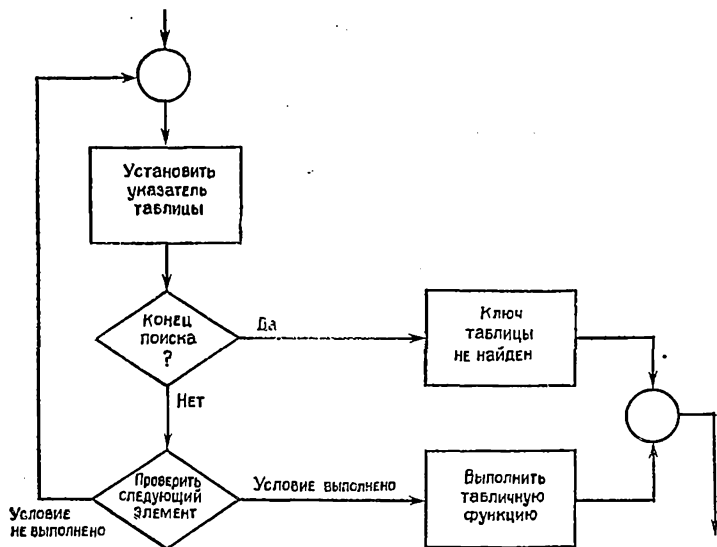 Установить
указатель
таблицы
Конец
поиска
?
Да
Ключ
таблицы
не найден
Нет
Проверить
следующий
элемент
Условие выполнено
Выполнить
табличную
функцию
Условие
не выполнено